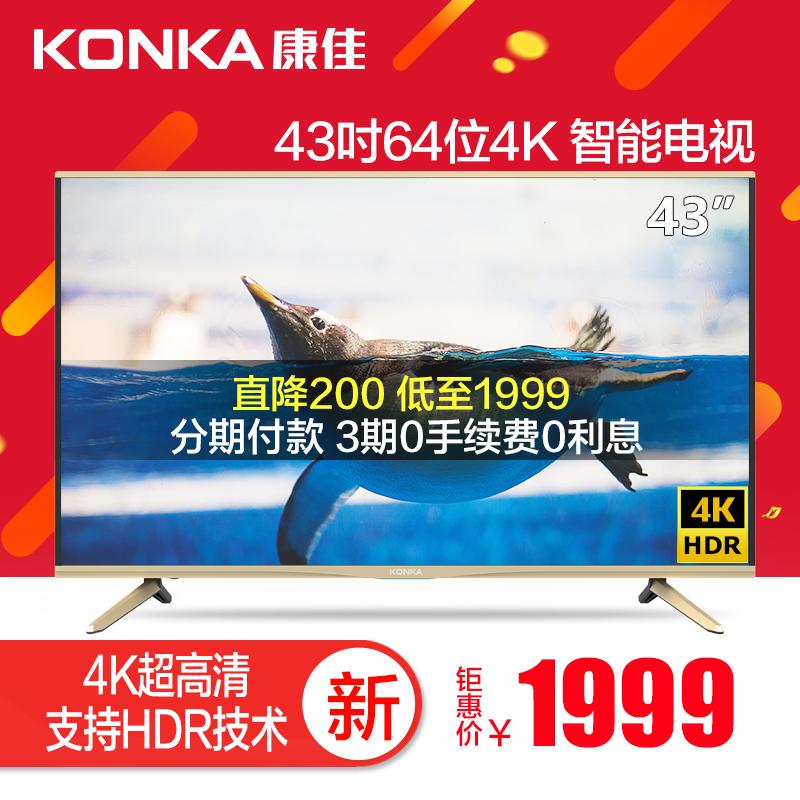 KONKA 康佳
43吋64位4K 智能电视
43″
直降200 低至1999
分期付款 3期0手续费0利息
4K
HDR
KONKA
4K超高清
支持HDR技术
新
钜惠价¥1999